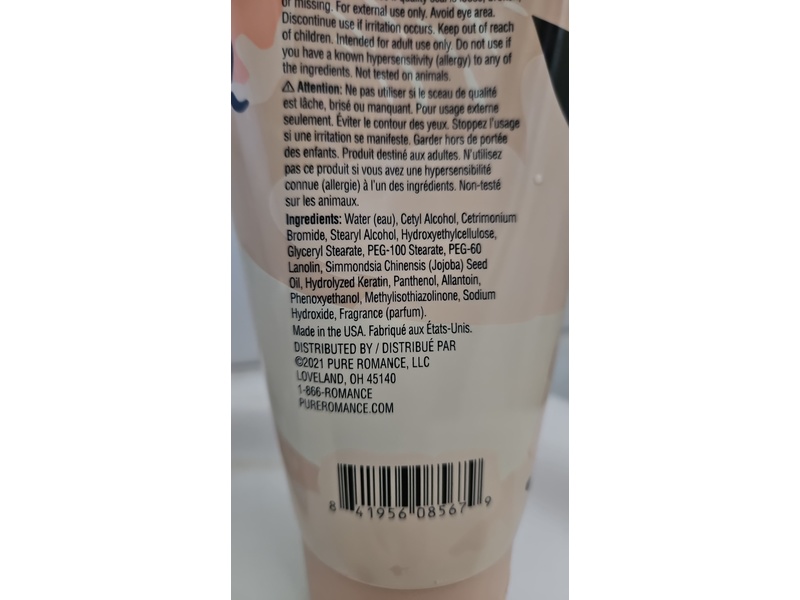 or missing. For external use only. Avoid eye area.
Discontinue use if irritation occurs. Keep out of reach
of children. Intended for adult use only. Do not use if
you have a known hypersensitivity (allergy) to any of
the ingredients. Not tested on animals.
⚠ Attention: Ne pas utiliser si le sceau de qualité
est lâche, brisé ou manquant. Pour usage externe
seulement. Éviter le contour des yeux. Stoppez l'usage
si une irritation se manifeste. Garder hors de portée
des enfants. Produit destiné aux adultes. N'utilisez
pas ce produit si vous avez une hypersensibilité
connue (allergie) à l'un des ingrédients. Non-testé
sur les animaux.
Ingredients: Water (eau), Cetyl Alcohol, Cetrimonium
Bromide, Stearyl Alcohol, Hydroxyethylcellulose,
Glyceryl Stearate, PEG-100 Stearate, PEG-60
Lanolin, Simmondsia Chinensis (Jojoba) Seed
Oil, Hydrolyzed Keratin, Panthenol, Allantoin,
Phenoxyethanol, Methylisothiazolinone, Sodium
Hydroxide, Fragrance (parfum).
Made in the USA. Fabriqué aux États-Unis.
DISTRIBUTED BY / DISTRIBUÉ PAR
©2021 PURE ROMANCE, LLC
LOVELAND, OH 45140
1-866-ROMANCE
PUREROMANCE.COM
8 41956 08567 9